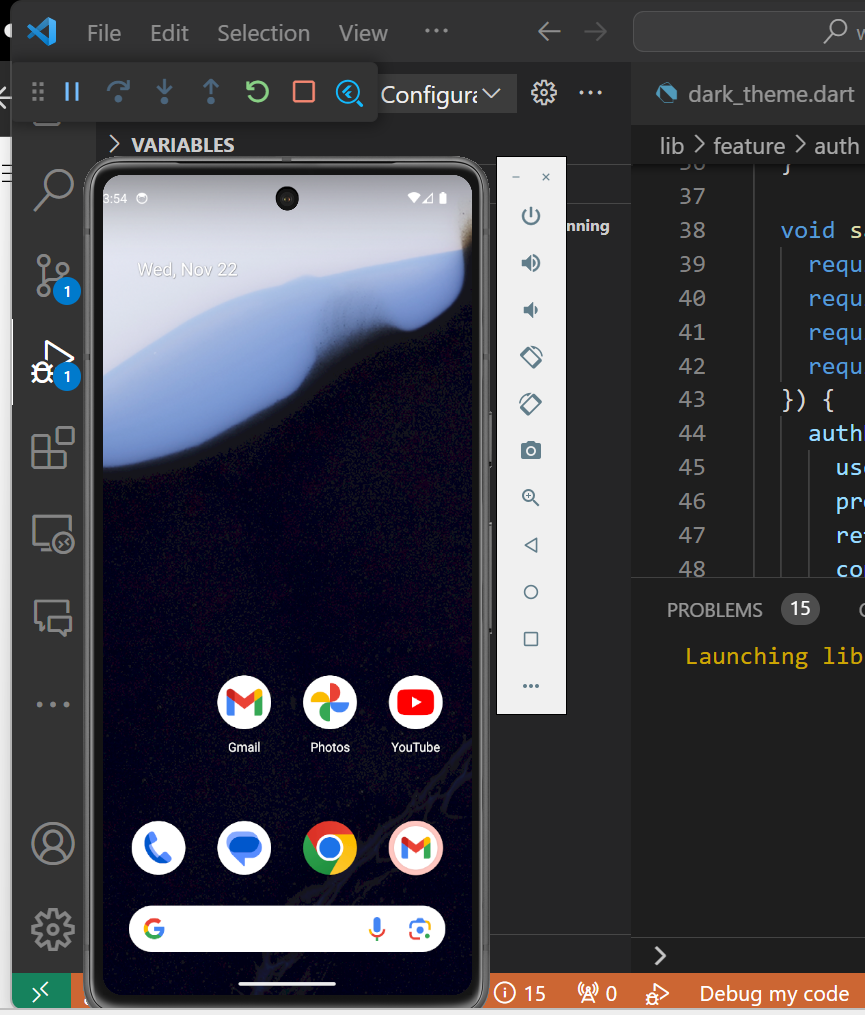 File Edit Selection View ...
Configura
dark_theme.dart
VARIABLES
lib > feature > auth
3:54
Wed, Nov 22
nning
37
38 void s
39 requ
40 requ
41 requ
42 requ
43 }) {
44 auth
45 us
46 pr
47 re
48 co
1
1
PROBLEMS 15
Launching lib
Gmail Photos YouTube
15 0 Debug my code